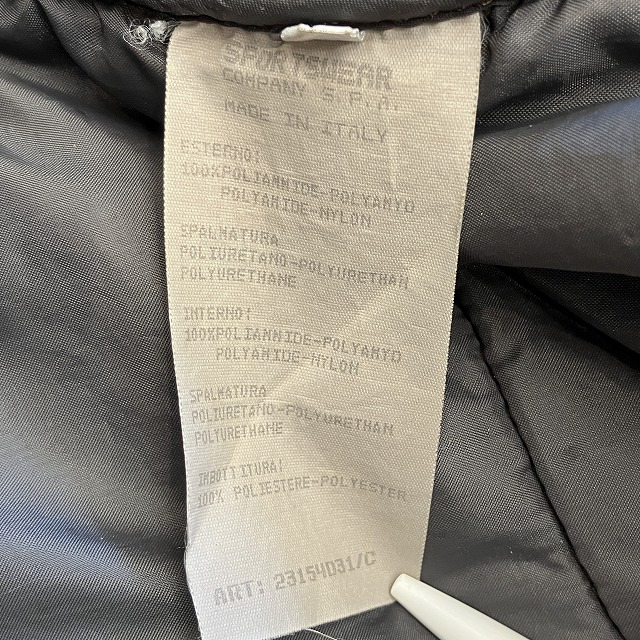 SPORTSWEAR
COMPANY S.P.A.
MADE IN ITALY
ESTERNO:
100%POLIAMMIDE-POLYAMYD
POLYAMIDE-NYLON
SPALMATURA
POLIURETANO-POLYURETHAN
POLYURETHANE
INTERNO:
100%POLIAMMIDE-POLYAMYD
POLYAMIDE-NYLON
SPALMATURA
POLIURETANO-POLYURETHAN
POLYURETHANE
IMBOTTITURA:
100% POLIESTERE-POLYESTER
ART: 23154D31/C